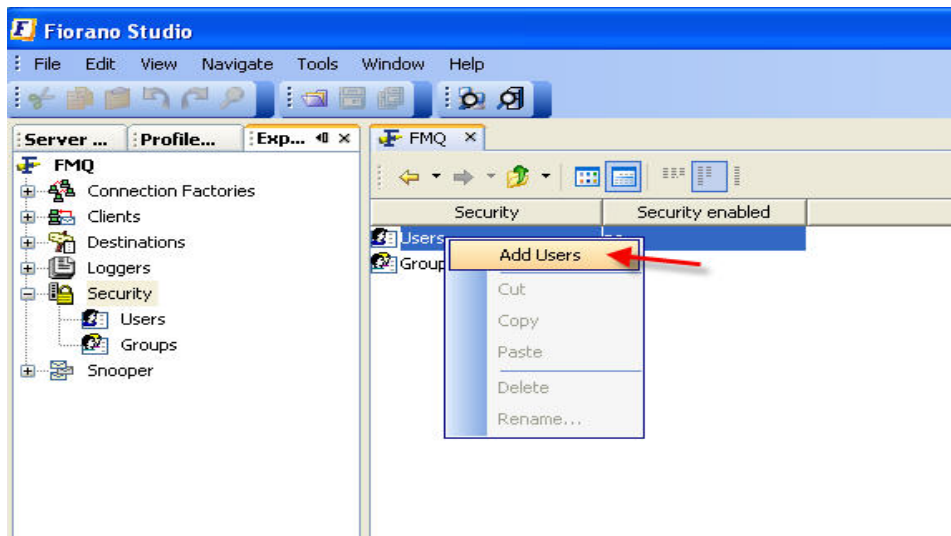 Fiorano Studio
File Edit View Navigate Tools Window Help
Server ... Profile... Exp...
FMQ
FMQ
Connection Factories
Clients
Destinations
Loggers
Security
Users
Groups
Snooper
Security Security enabled
Users
Group
Add Users
Cut
Copy
Paste
Delete
Rename...